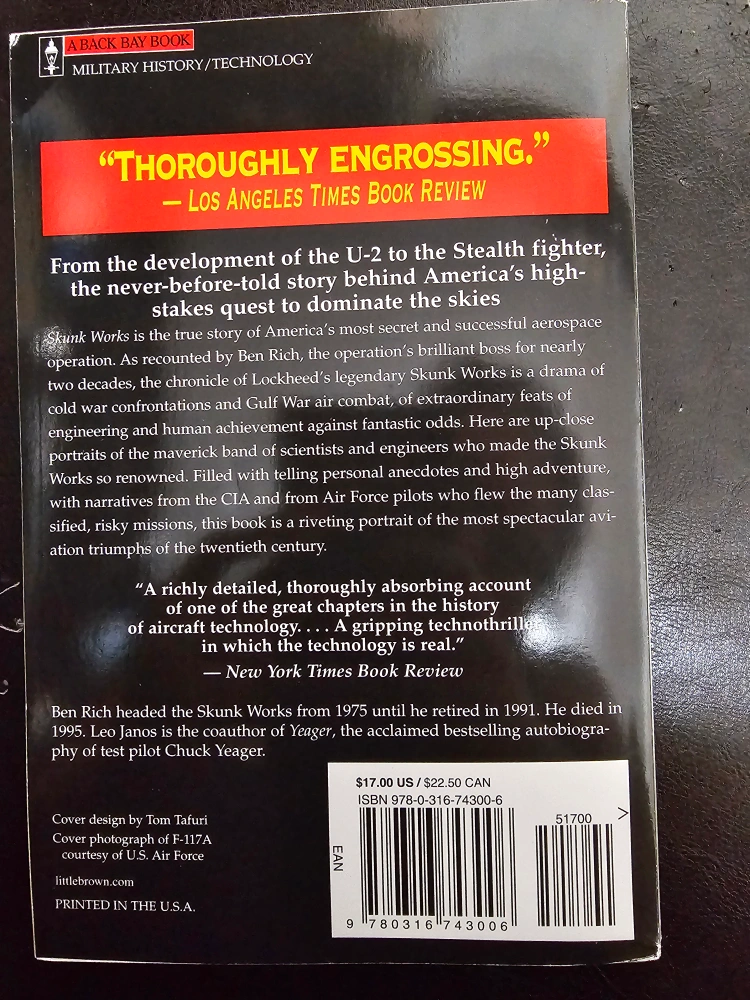 A BACK BAY BOOK
MILITARY HISTORY/TECHNOLOGY
“THOROUGHLY ENGROSSING.”
— LOS ANGELES TIMES BOOK REVIEW
From the development of the U-2 to the Stealth fighter,
the never-before-told story behind America’s high-
stakes quest to dominate the skies
Skunk Works is the true story of America’s most secret and successful aerospace
operation. As recounted by Ben Rich, the operation’s brilliant boss for nearly
two decades, the chronicle of Lockheed’s legendary Skunk Works is a drama of
cold war confrontations and Gulf War air combat, of extraordinary feats of
engineering and human achievement against fantastic odds. Here are up-close
portraits of the maverick band of scientists and engineers who made the Skunk
Works so renowned. Filled with telling personal anecdotes and high adventure,
with narratives from the CIA and from Air Force pilots who flew the many clas-
sified, risky missions, this book is a riveting portrait of the most spectacular avi-
ation triumphs of the twentieth century.
“A richly detailed, thoroughly absorbing account
of one of the great chapters in the history
of aircraft technology. . . . A gripping technothriller
in which the technology is real.”
— New York Times Book Review
Ben Rich headed the Skunk Works from 1975 until he retired in 1991. He died in
1995. Leo Janos is the coauthor of Yeager, the acclaimed bestselling autobiogra-
phy of test pilot Chuck Yeager.
Cover design by Tom Tafuri
Cover photograph of F-117A
courtesy of U.S. Air Force
littlebrown.com
PRINTED IN THE U.S.A.
$17.00 US / $22.50 CAN
ISBN 978-0-316-74300-6
51700 >
EAN
9 780316 743006